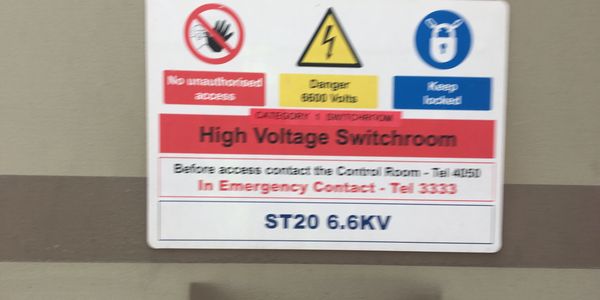 No unauthorised
access
Danger
6600 Volts
Keep
locked
CATEGORY 1 SWITCHROOM
High Voltage Switchroom
Before access contact the Control Room - Tel 4050
In Emergency Contact - Tel 3333
ST20 6.6KV